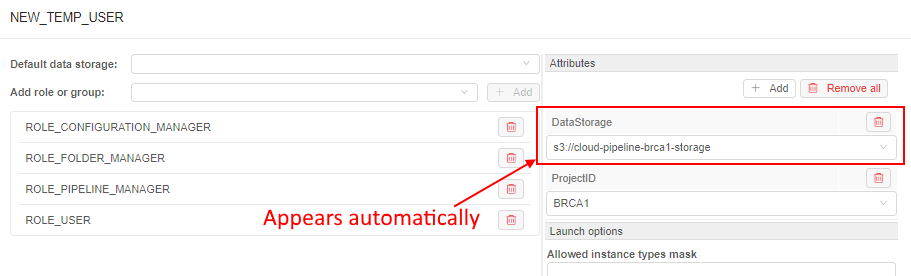 NEW_TEMP_USER
Default data storage:
Add role or group:
+ Add
ROLE_CONFIGURATION_MANAGER
ROLE_FOLDER_MANAGER
ROLE_PIPELINE_MANAGER
ROLE_USER
Appears automatically
Attributes
+ Add
Remove all
DataStorage
s3://cloud-pipeline-brca1-storage
ProjectID
BRCA1
Launch options
Allowed instance types mask